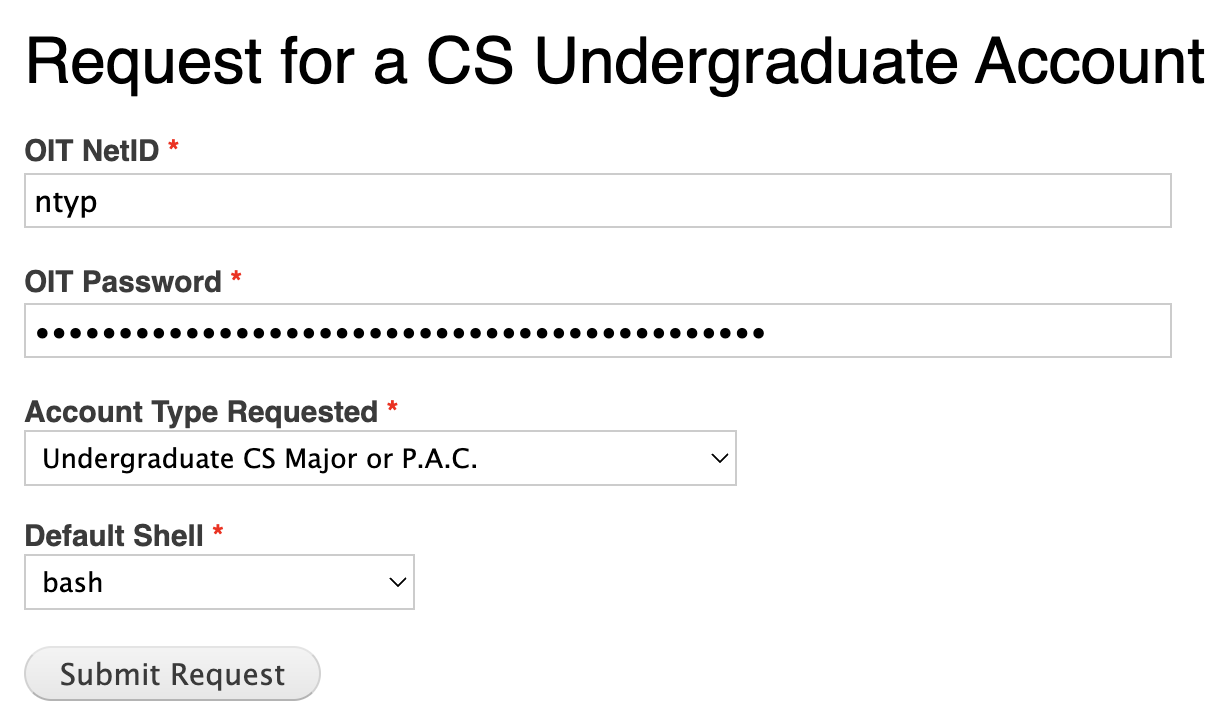 Request for a CS Undergraduate Account
OIT NetID *
ntyp
OIT Password *
••••••••••••••••••••••••••••••••••••••••••••
Account Type Requested *
Undergraduate CS Major or P.A.C.
Default Shell *
bash
Submit Request